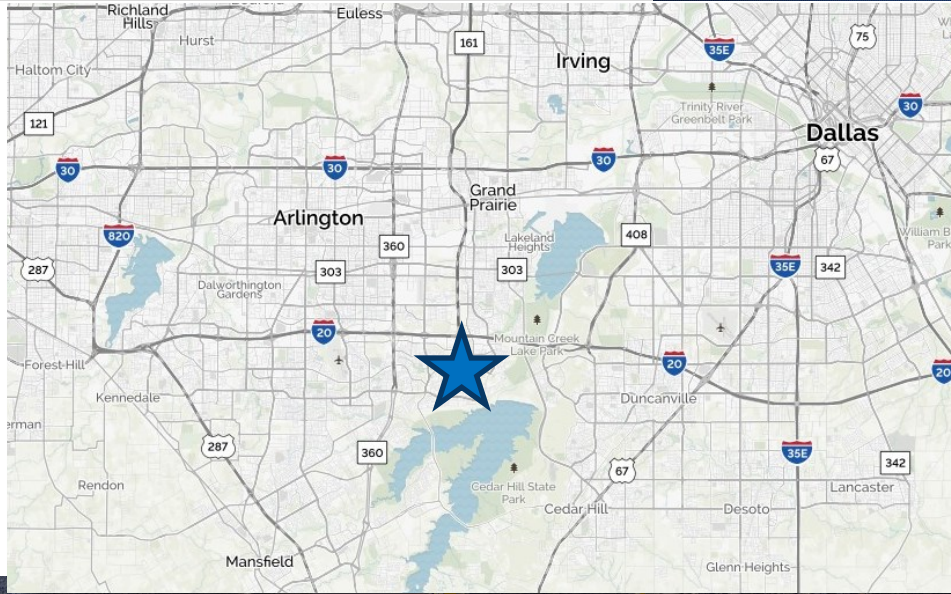 Richland
Hills
Euless
161
75
Hurst
Irving
35E
Haltom City
Trinity River
Greenbelt Park
30
121
Dallas
67
30
30
30
Grand
Prairie
Arlington
820
Lakeland
Heights
408
William B
Park
360
287
303
303
35E
342
Dalworthington
Gardens
20
Mountain Creek
Lake Park
Forest Hill
20
20
Kennedale
Duncanville
erman
287
360
35E
342
67
Rendon
Cedar Hill State
Park
Lancaster
Cedar Hill
Desoto
Mansfield
Glenn Heights